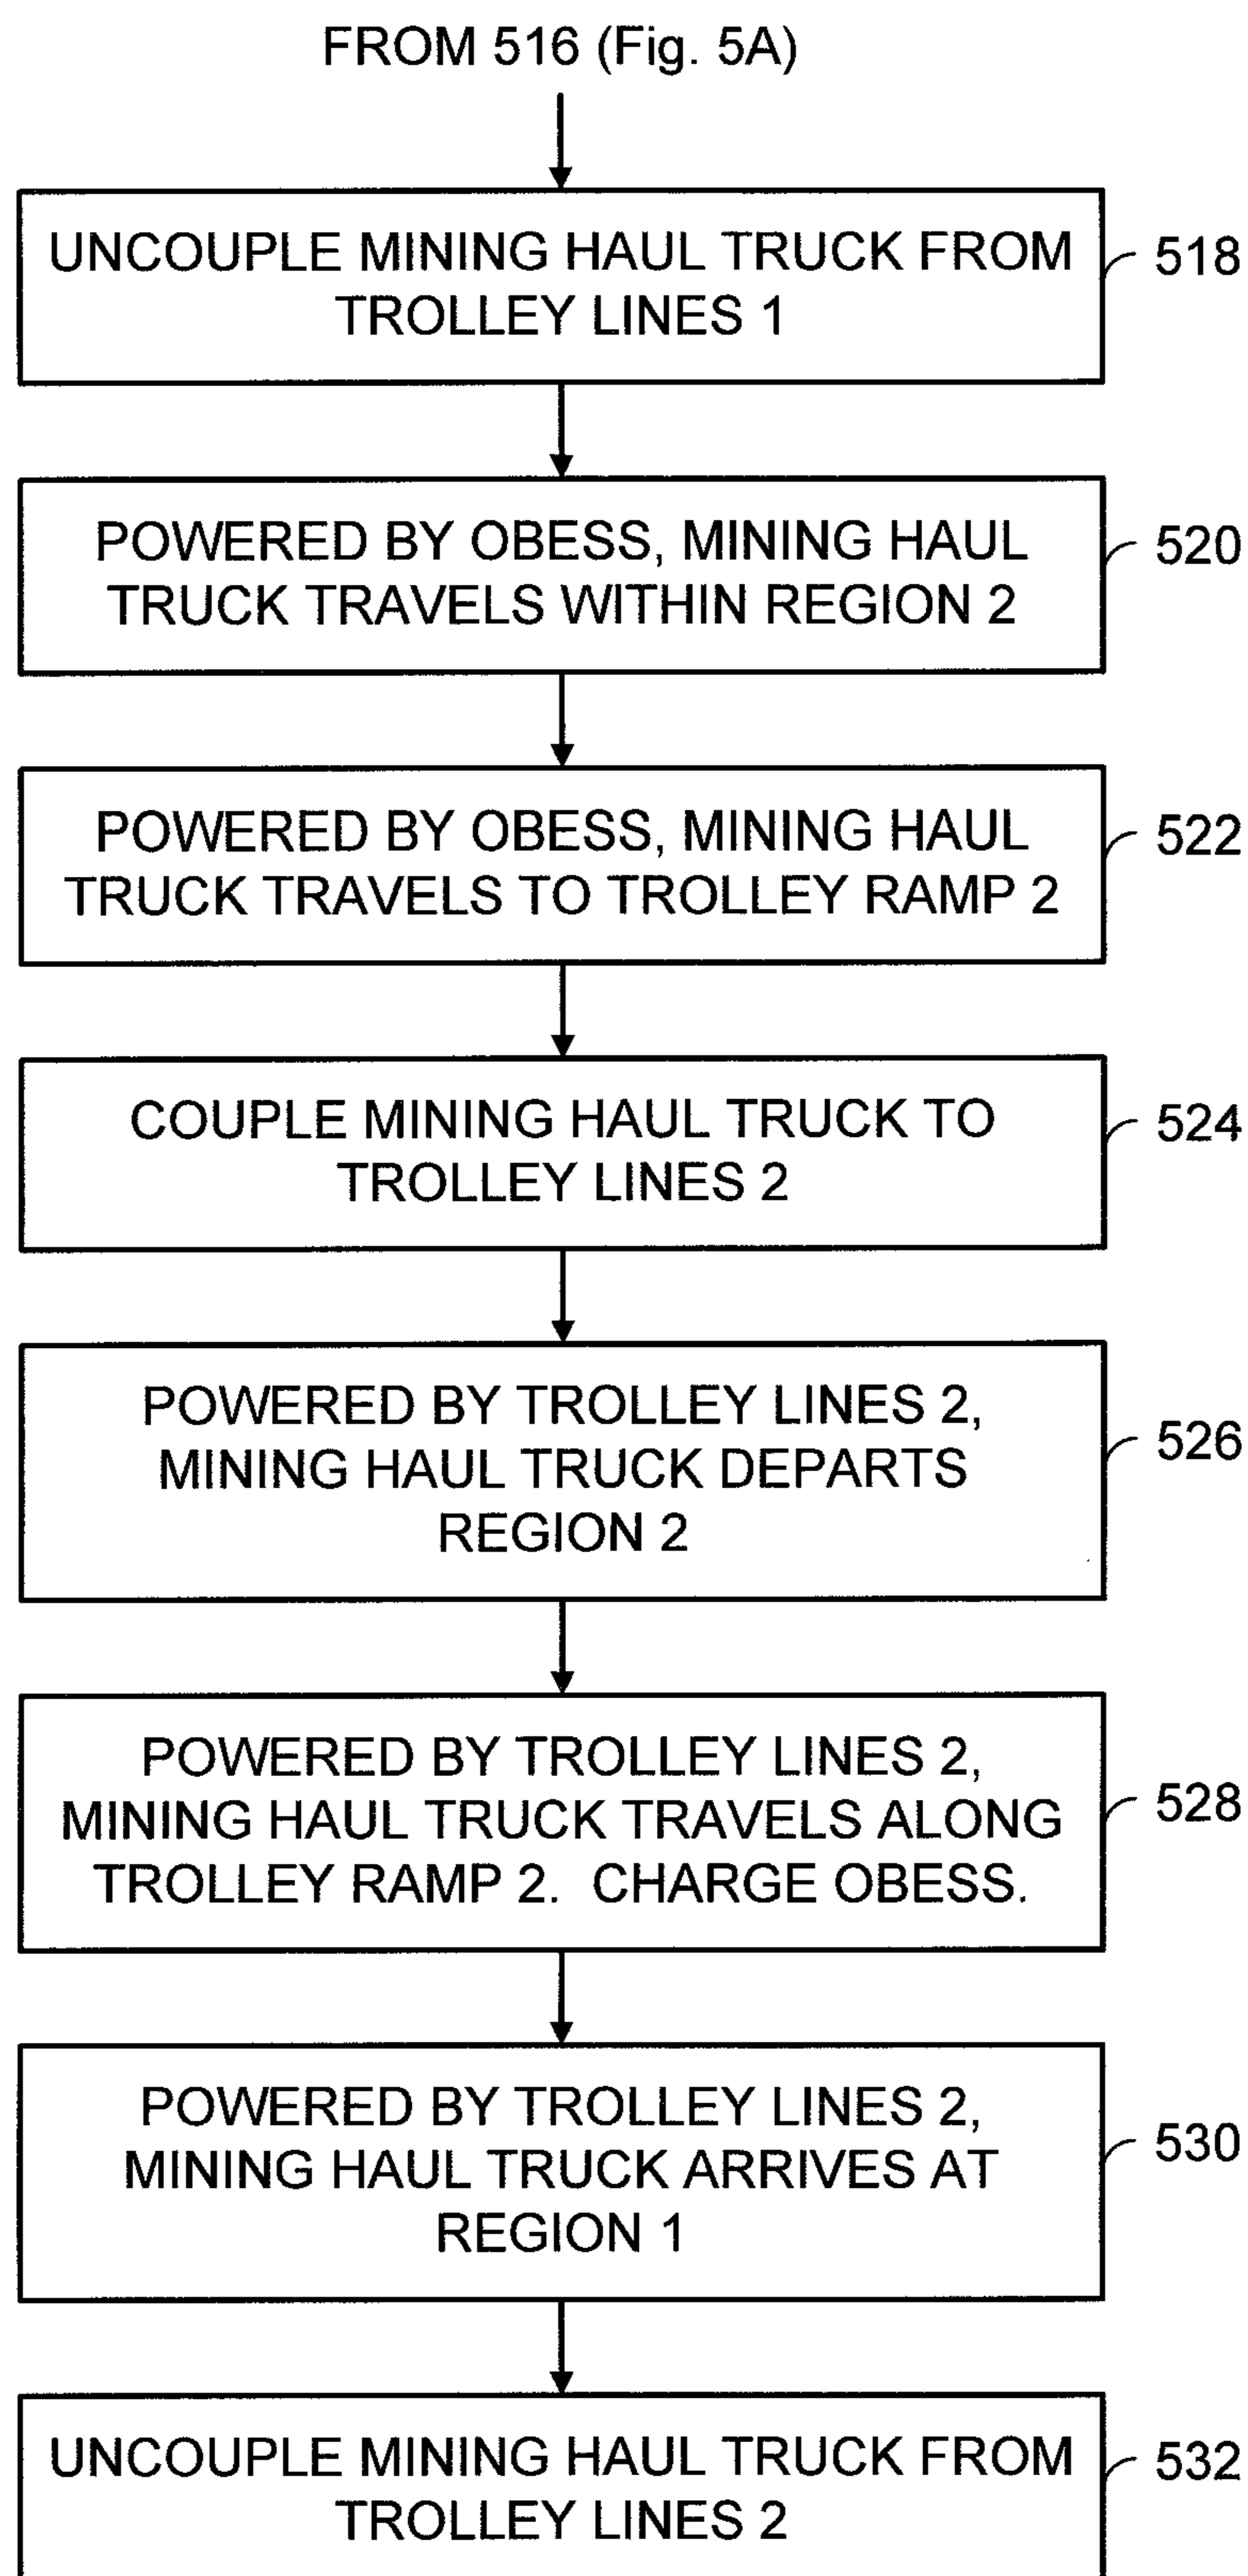 FROM 516 (Fig. 5A)
UNCOUPLE MINING HAUL TRUCK FROM
TROLLEY LINES 1
518
POWERED BY OBESS, MINING HAUL
TRUCK TRAVELS WITHIN REGION 2
520
POWERED BY OBESS, MINING HAUL
TRUCK TRAVELS TO TROLLEY RAMP 2
522
COUPLE MINING HAUL TRUCK TO
TROLLEY LINES 2
524
POWERED BY TROLLEY LINES 2,
MINING HAUL TRUCK DEPARTS
REGION 2
526
POWERED BY TROLLEY LINES 2,
MINING HAUL TRUCK TRAVELS ALONG
TROLLEY RAMP 2. CHARGE OBESS.
528
POWERED BY TROLLEY LINES 2,
MINING HAUL TRUCK ARRIVES AT
REGION 1
530
UNCOUPLE MINING HAUL TRUCK FROM
TROLLEY LINES 2
532